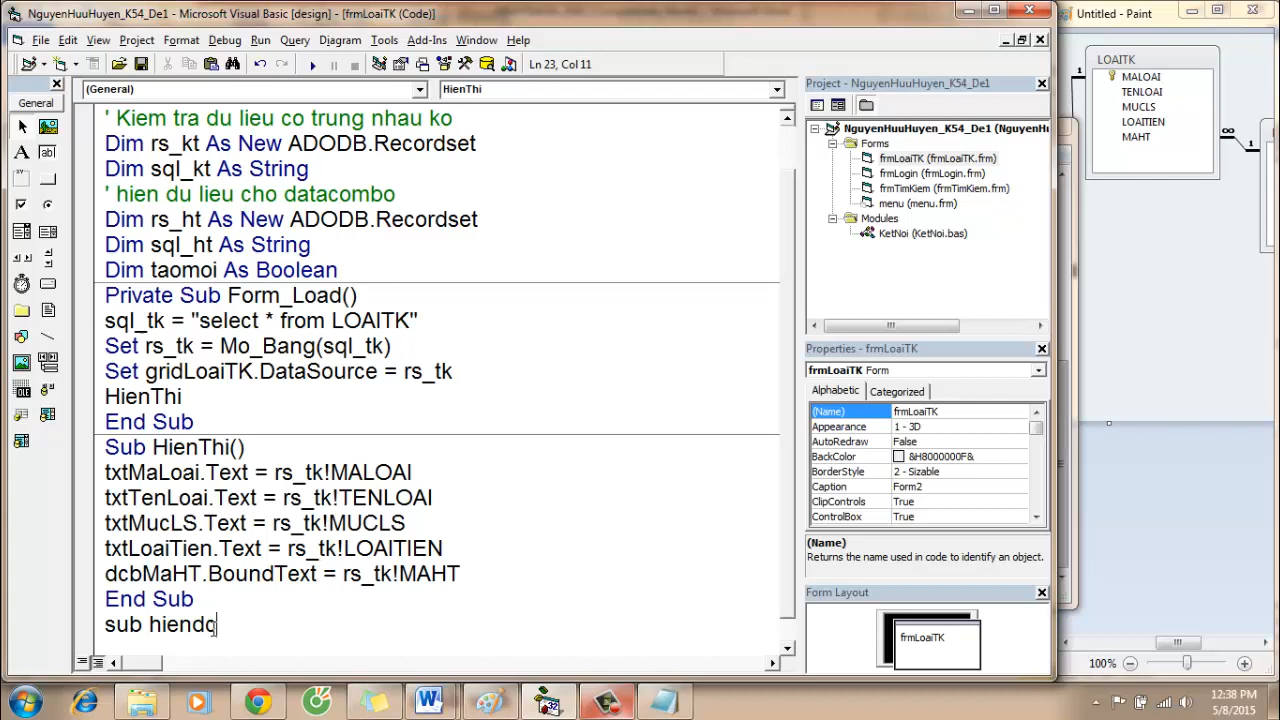 NguyenHuuHuyen_K54_De1 - Microsoft Visual Basic [design] - [frmLoaiTK (Code)]
Untitled - Paint
File Edit View Project Format Debug Run Query Diagram Tools Add-Ins Window Help
Ln 23, Col 11
General
(General)
HienThi
' Kiem tra du lieu co trung nhau ko
Dim rs_kt As New ADODB.Recordset
Dim sql_kt As String
' hien du lieu cho datacombo
Dim rs_ht As New ADODB.Recordset
Dim sql_ht As String
Dim taomoi As Boolean
Private Sub Form_Load()
sql_tk = "select * from LOAITK"
Set rs_tk = Mo_Bang(sql_tk)
Set gridLoaiTK.DataSource = rs_tk
HienThi
End Sub
Sub HienThi()
txtMaLoai.Text = rs_tk!MALOAI
txtTenLoai.Text = rs_tk!TENLOAI
txtMucLS.Text = rs_tk!MUCLS
txtLoaiTien.Text = rs_tk!LOAITIEN
dcbMaHT.BoundText = rs_tk!MAHT
End Sub
sub hiendc
Project - NguyenHuuHuyen_K54_De1
NguyenHuuHuyen_K54_De1 (NguyenHu
Forms
frmLoaiTK (frmLoaiTK.frm)
frmLogin (frmLogin.frm)
frmTimKiem (frmTimKiem.frm)
menu (menu.frm)
Modules
KetNoi (KetNoi.bas)
Properties - frmLoaiTK
frmLoaiTK Form
Alphabetic Categorized
(Name) frmLoaiTK
Appearance 1 - 3D
AutoRedraw False
BackColor &H8000000F&
BorderStyle 2 - Sizable
Caption Form2
ClipControls True
ControlBox True
(Name)
Returns the name used in code to identify an object.
Form Layout
frmLoaiTK
LOAITK
1
MALOAI
TENLOAI
MUCLS
LOAITIEN
MAHT
∞
1
100%
12:38 PM
5/8/2015